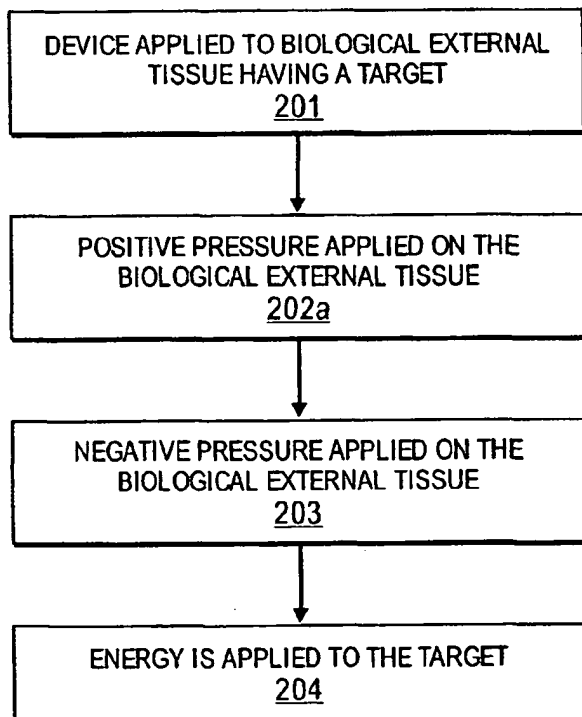 DEVICE APPLIED TO BIOLOGICAL EXTERNAL
TISSUE HAVING A TARGET
201
POSITIVE PRESSURE APPLIED ON THE
BIOLOGICAL EXTERNAL TISSUE
202a
NEGATIVE PRESSURE APPLIED ON THE
BIOLOGICAL EXTERNAL TISSUE
203
ENERGY IS APPLIED TO THE TARGET
204